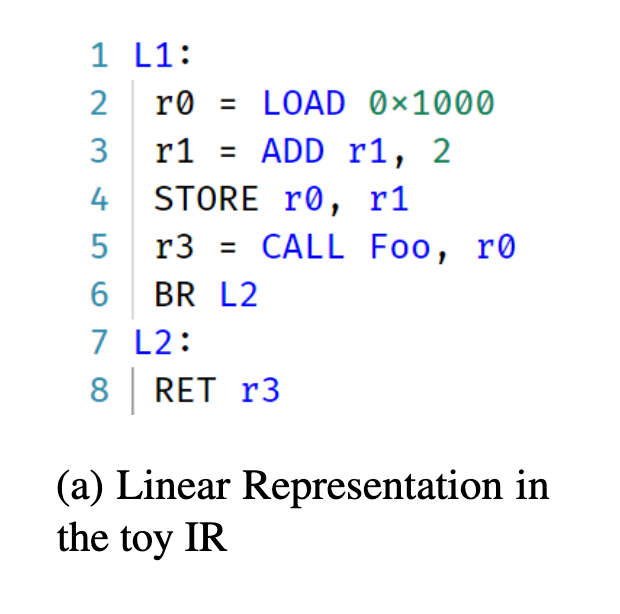 1 L1:
2 r0 = LOAD 0×1000
3 r1 = ADD r1, 2
4 STORE r0, r1
5 r3 = CALL Foo, r0
6 BR L2
7 L2:
8 RET r3
(a) Linear Representation in
the toy IR